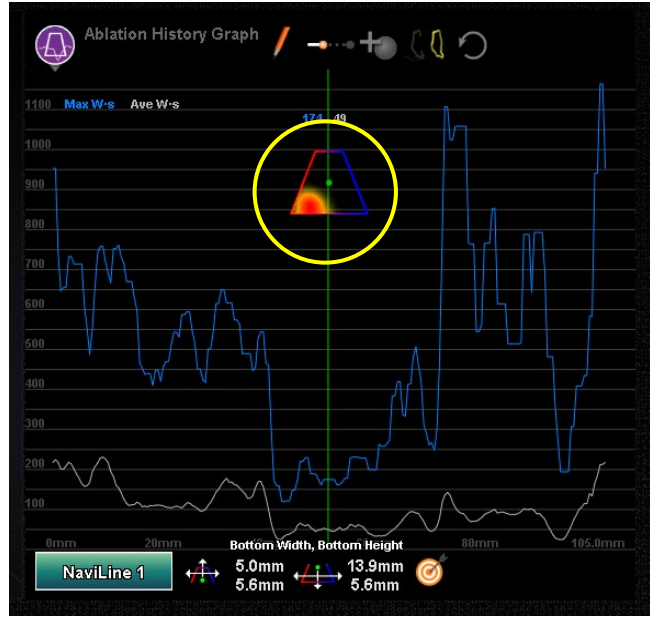 Ablation History Graph
1100 Max W·s Ave W·s
174 49
1000
900
800
700
600
500
400
300
200
100
0mm 20mm 80mm 105.0mm
Bottom Width, Bottom Height
NaviLine 1
5.0mm 13.9mm
5.6mm 5.6mm